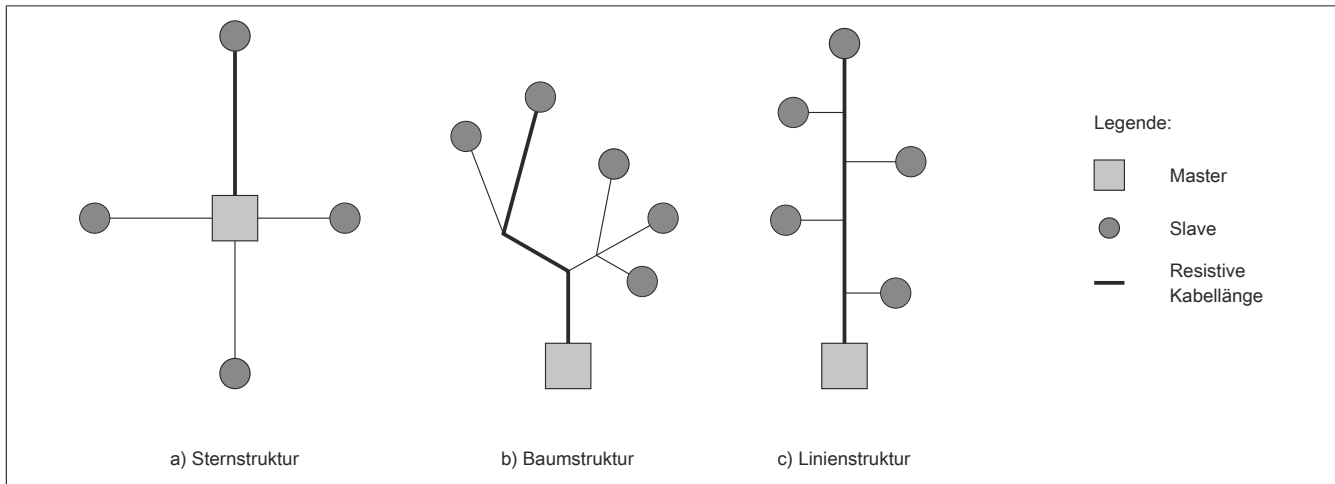 Legende:
Master
Slave
Resistive
Kabellänge
a) Sternstruktur
b) Baumstruktur
c) Linienstruktur